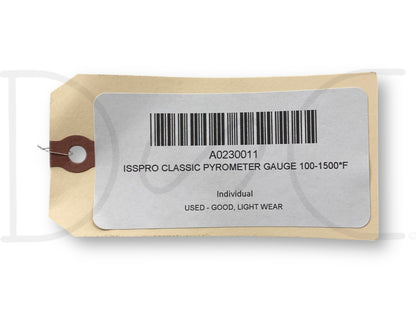 A0230011
ISSPRO CLASSIC PYROMETER GAUGE 100-1500*F
Individual
USED - GOOD, LIGHT WEAR